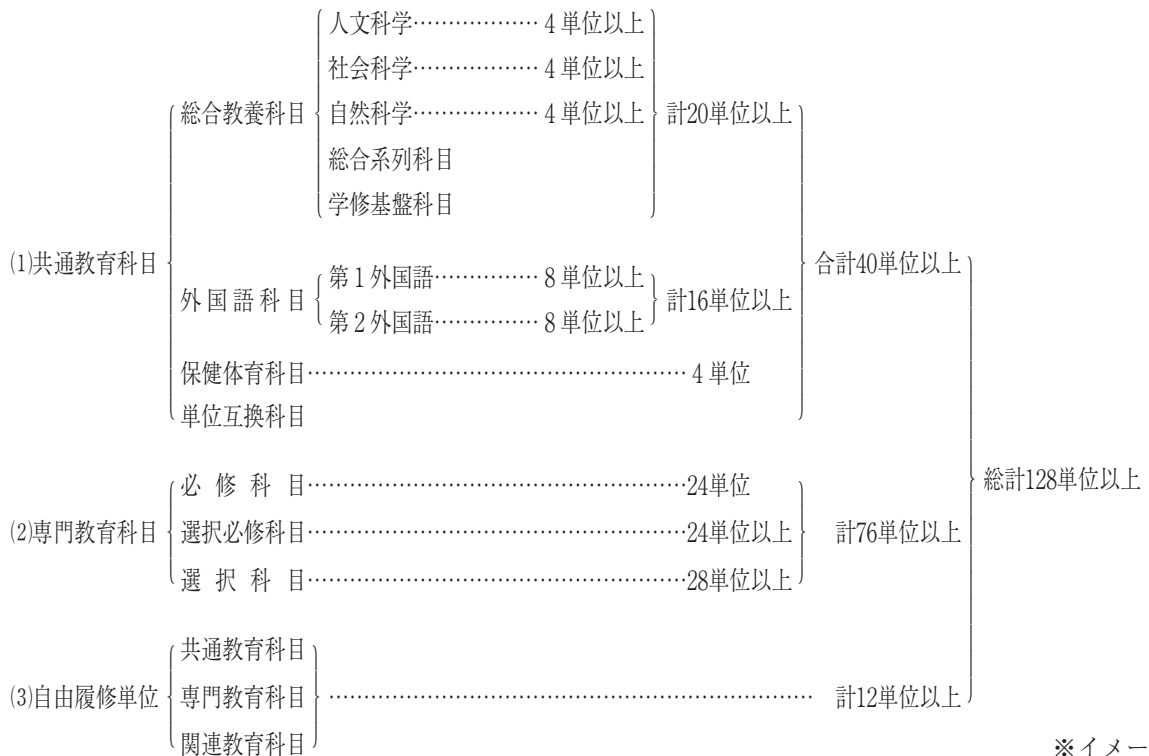 人文科学………………4単位以上
社会科学………………4単位以上
総合教養科目 自然科学………………4単位以上 計20単位以上
総合系列科目
学修基盤科目
(1)共通教育科目 合計40単位以上
第1外国語……………8単位以上
外国語科目 計16単位以上
第2外国語……………8単位以上
保健体育科目………………………………………………4単位
単位互換科目
必修科目………………………………………………24単位
総計128単位以上
(2)専門教育科目 選択必修科目………………………………………………24単位以上 計76単位以上
選択科目………………………………………………28単位以上
共通教育科目
(3)自由履修単位 専門教育科目 …………………………………………………………… 計12単位以上
関連教育科目
※イメー